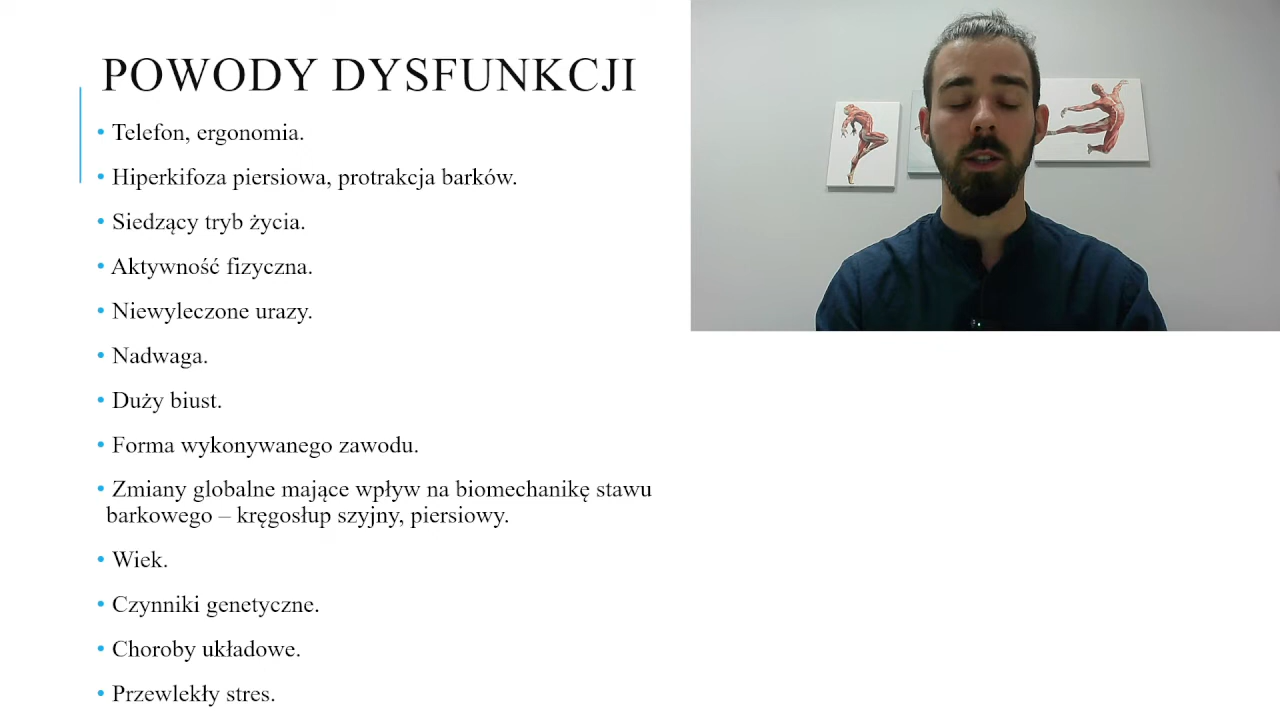 POWODY DYSFUNKCJI
• Telefon, ergonomia.
• Hiperkifoza piersiowa, protrakcja barków.
• Siedzący tryb życia.
• Aktywność fizyczna.
• Niewyleczone urazy.
• Nadwaga.
• Duży biust.
• Forma wykonywanego zawodu.
• Zmiany globalne mające wpływ na biomechanikę stawu
barkowego – kręgosłup szyjny, piersiowy.
• Wiek.
• Czynniki genetyczne.
• Choroby układowe.
• Przewlekły stres.